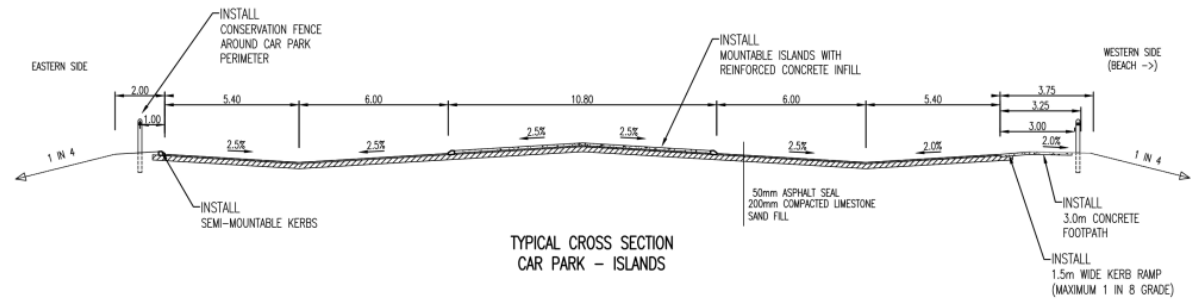 INSTALL
CONSERVATION FENCE
AROUND CAR PARK
PERIMETER
EASTERN SIDE
INSTALL
MOUNTABLE ISLANDS WITH
REINFORCED CONCRETE INFILL
WESTERN SIDE
(BEACH ->)
2.00
5.40
6.00
10.80
6.00
5.40
3.75
3.25
1.00
3.00
2.5%
2.5%
2.5%
2.5%
2.5%
2.0%
2.0%
1 IN 4
1 IN 4
50mm ASPHALT SEAL
200mm COMPACTED LIMESTONE
SAND FILL
INSTALL
SEMI-MOUNTABLE KERBS
INSTALL
3.0m CONCRETE
FOOTPATH
TYPICAL CROSS SECTION
CAR PARK - ISLANDS
INSTALL
1.5m WIDE KERB RAMP
(MAXIMUM 1 IN 8 GRADE)